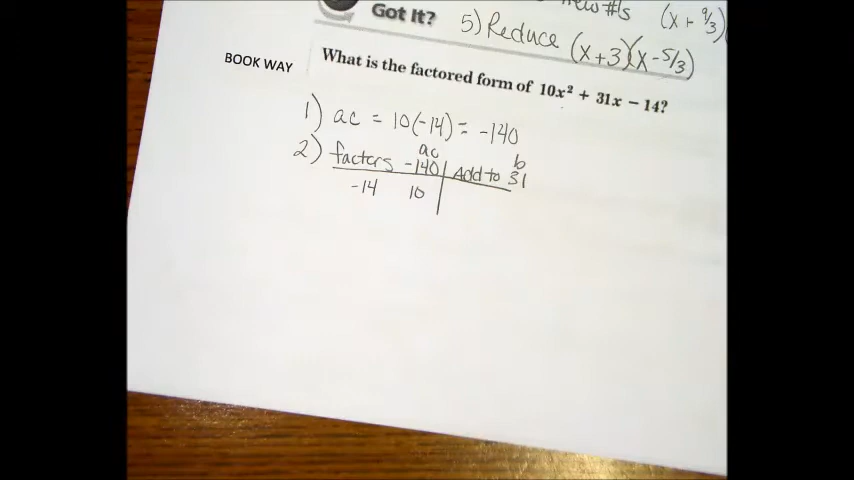 new #'s (x + 9/3)
Got It? 5) Reduce (x+3)(x-5/3)
BOOK WAY What is the factored form of 10x² + 31x − 14?
1) ac = 10(-14) = -140
ac b
2) factors -140 Add to 31
-14 10